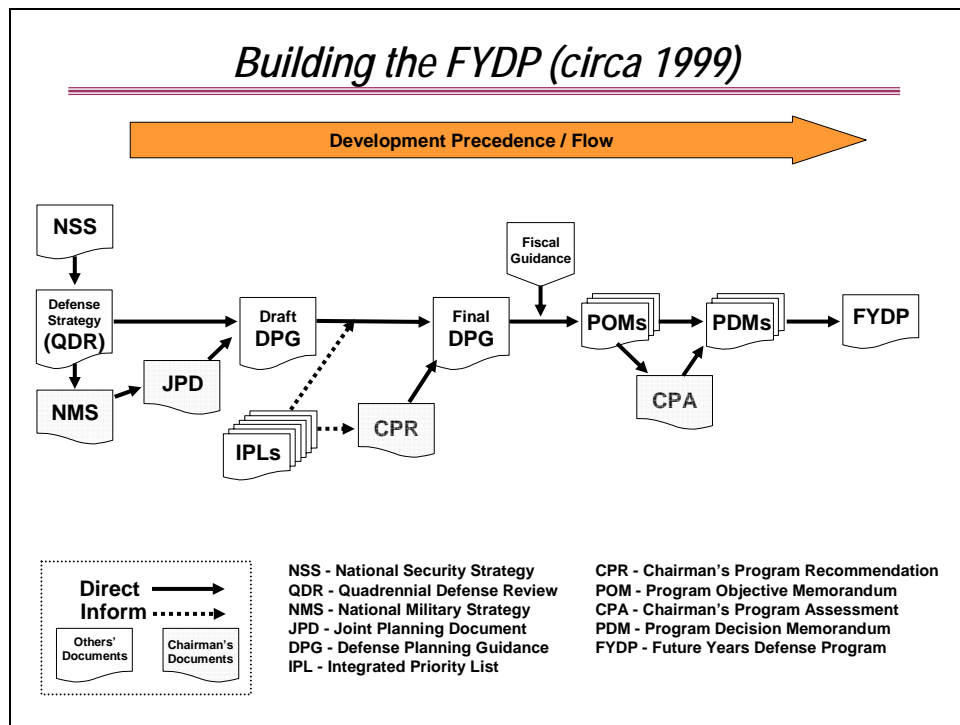 Building the FYDP (circa 1999)
Development Precedence / Flow
NSS
Fiscal
Guidance
Defense
Strategy
(QDR)
Draft
DPG
Final
DPG
POMs
PDMs
FYDP
JPD
NMS
CPA
CPR
IPLs
Direct
Inform
Others'
Documents
Chairman's
Documents
NSS - National Security Strategy
QDR - Quadrennial Defense Review
NMS - National Military Strategy
JPD - Joint Planning Document
DPG - Defense Planning Guidance
IPL - Integrated Priority List
CPR - Chairman's Program Recommendation
POM - Program Objective Memorandum
CPA - Chairman's Program Assessment
PDM - Program Decision Memorandum
FYDP - Future Years Defense Program